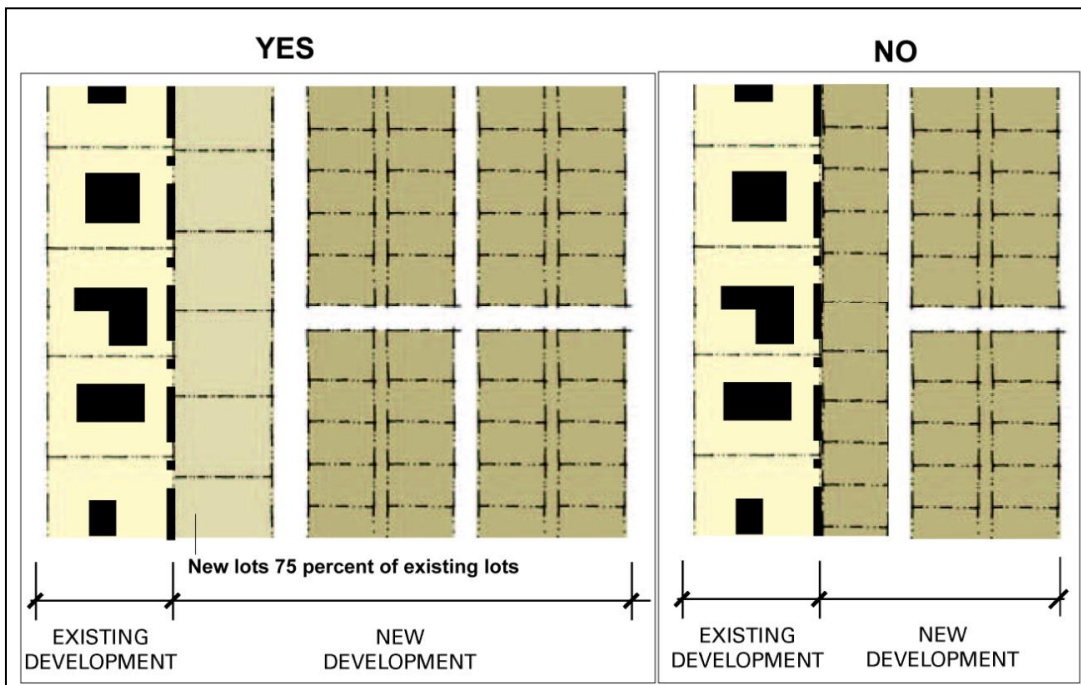 YES
New lots 75 percent of existing lots
EXISTING
DEVELOPMENT
NEW
DEVELOPMENT
NO
EXISTING
DEVELOPMENT
NEW
DEVELOPMENT